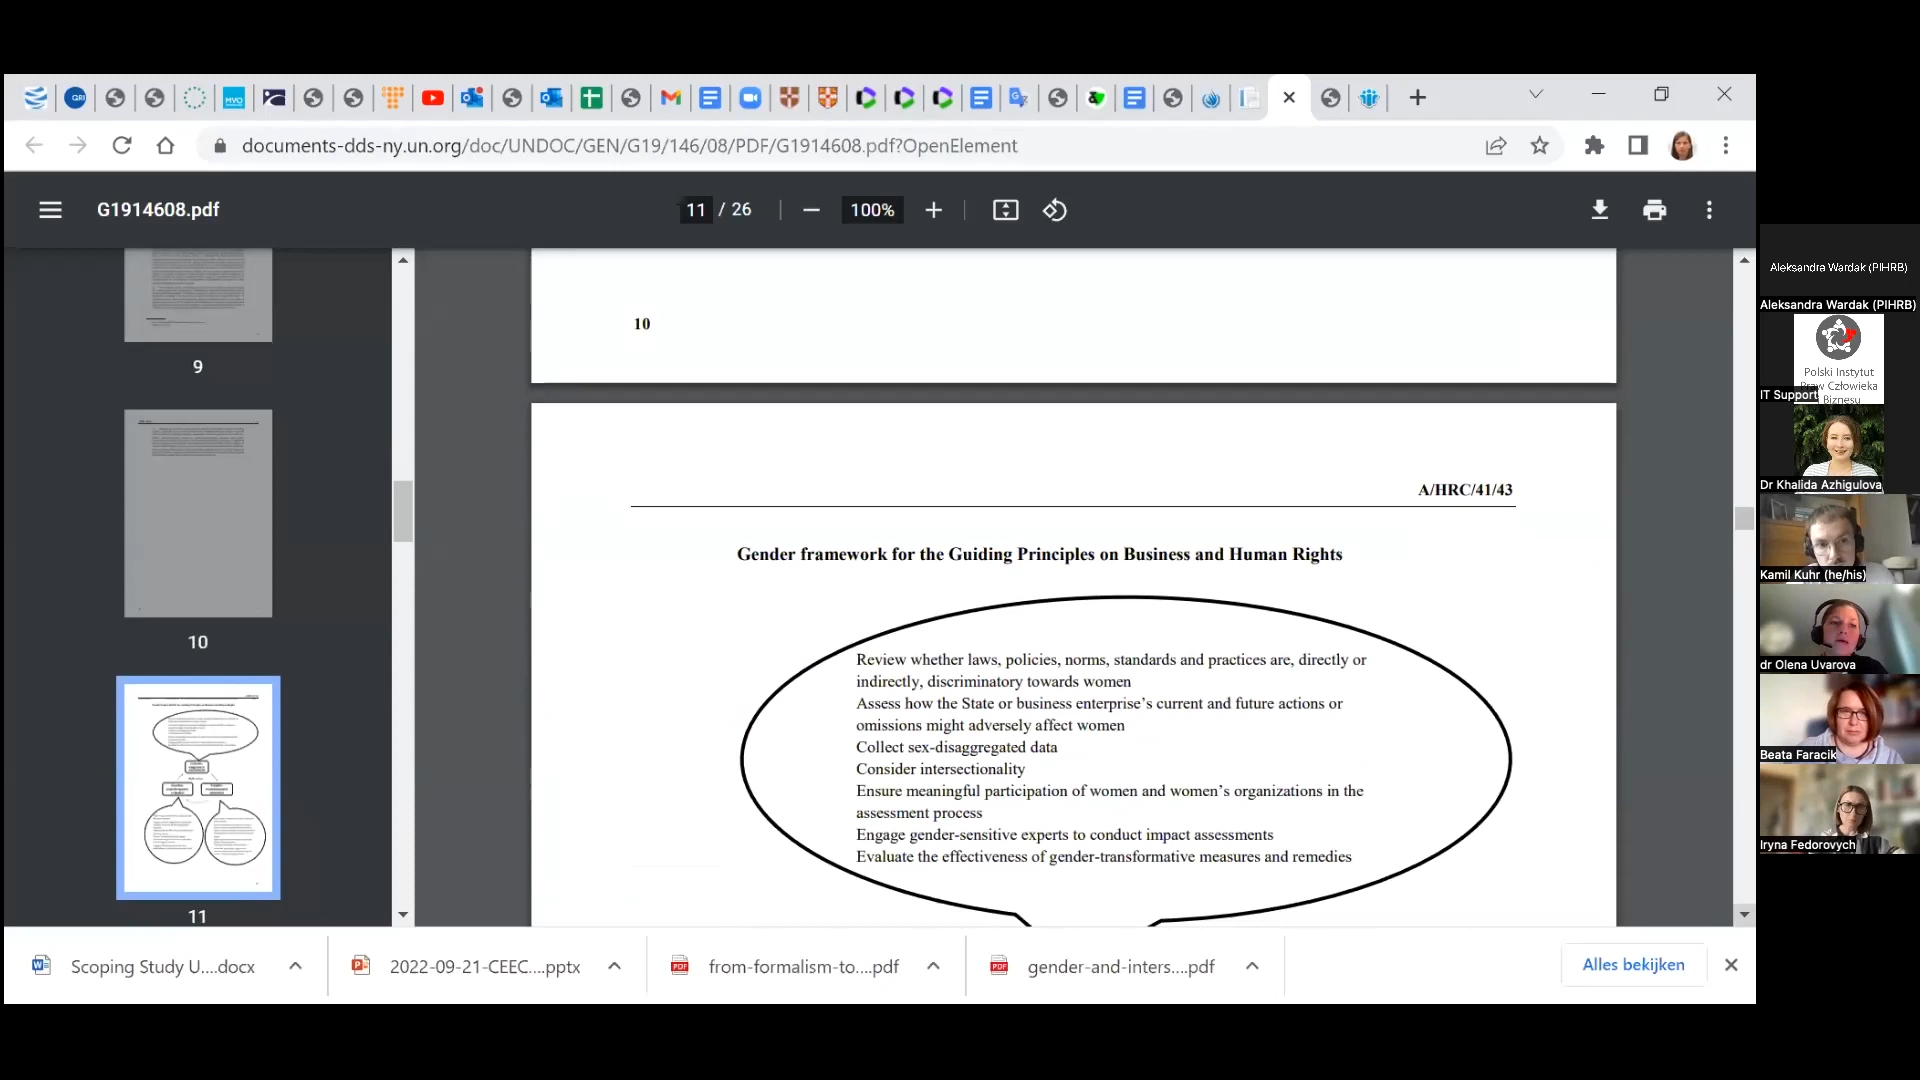 documents-dds-ny.un.org/doc/UNDOC/GEN/G19/146/08/PDF/G1914608.pdf?OpenElement
G1914608.pdf
11 / 26
100%
9
10
11
10
A/HRC/41/43
Gender framework for the Guiding Principles on Business and Human Rights
Review whether laws, policies, norms, standards and practices are, directly or
indirectly, discriminatory towards women
Assess how the State or business enterprise's current and future actions or
omissions might adversely affect women
Collect sex-disaggregated data
Consider intersectionality
Ensure meaningful participation of women and women's organizations in the
assessment process
Engage gender-sensitive experts to conduct impact assessments
Evaluate the effectiveness of gender-transformative measures and remedies
Scoping Study U....docx
2022-09-21-CEEC....pptx
from-formalism-to....pdf
gender-and-inters....pdf
Alles bekijken
Aleksandra Wardak (PIHRB)
Aleksandra Wardak (PIHRB)
Polski Instytut
Praw Człowieka
Biznesu
IT Support
Dr Khalida Azhigulova
Kamil Kuhr (he/his)
dr Olena Uvarova
Beata Faracik
Iryna Fedorovych